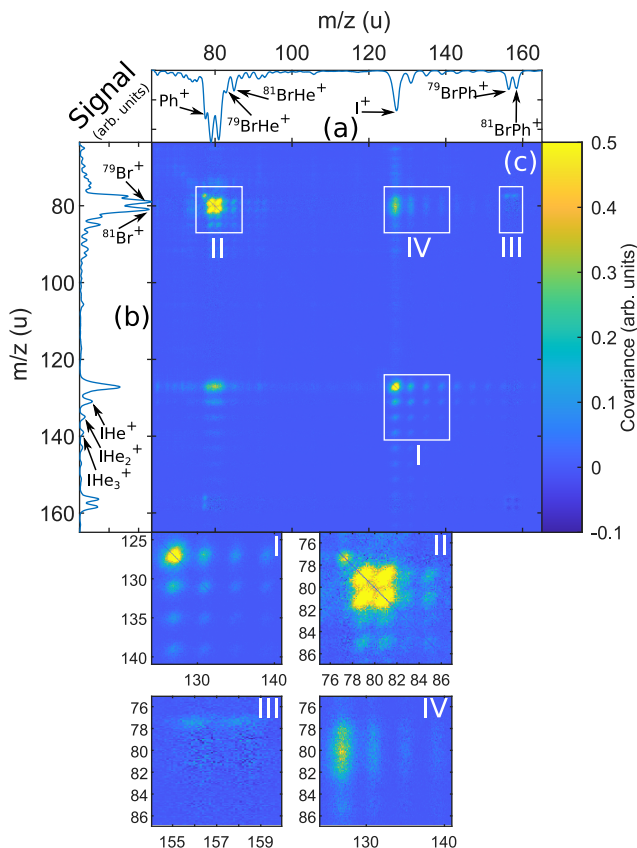 m/z (u)
80 100 120 140 160
Signal
(arb. units)
Ph⁺
⁸¹BrHe⁺
⁷⁹BrHe⁺
(a)
I⁺
⁷⁹BrPh⁺
⁸¹BrPh⁺
(c)
⁷⁹Br⁺
⁸¹Br⁺
(b)
m/z (u)
80
100
120
140
160
IHe⁺
IHe₂⁺
IHe₃⁺
II
IV
III
I
0.5
0.4
0.3
0.2
0.1
0
-0.1
Covariance (arb. units)
I
125
130
135
140
130 140
II
76
78
80
82
84
86
76 78 80 82 84 86
III
76
78
80
82
84
86
155 157 159
IV
76
78
80
82
84
86
130 140